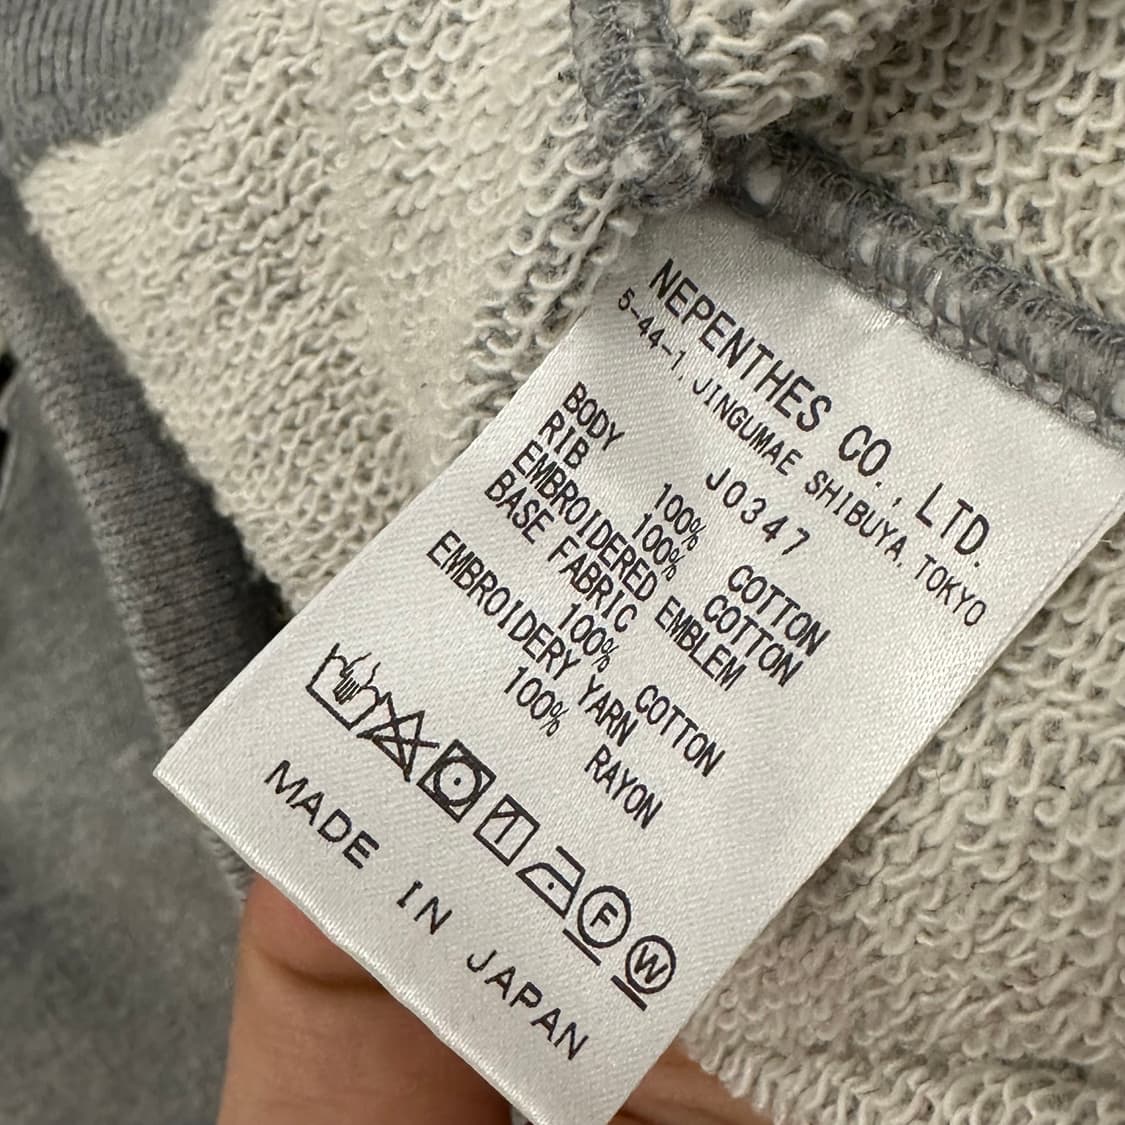 NEPENTHES CO., LTD.
5-44-1, JINGUMAE SHIBUYA, TOKYO
J0347
BODY 100% COTTON
RIB 100% COTTON
EMBROIDERED EMBLEM
BASE FABRIC
100% COTTON
EMBROIDERY YARN
100% RAYON
F W
MADE IN JAPAN